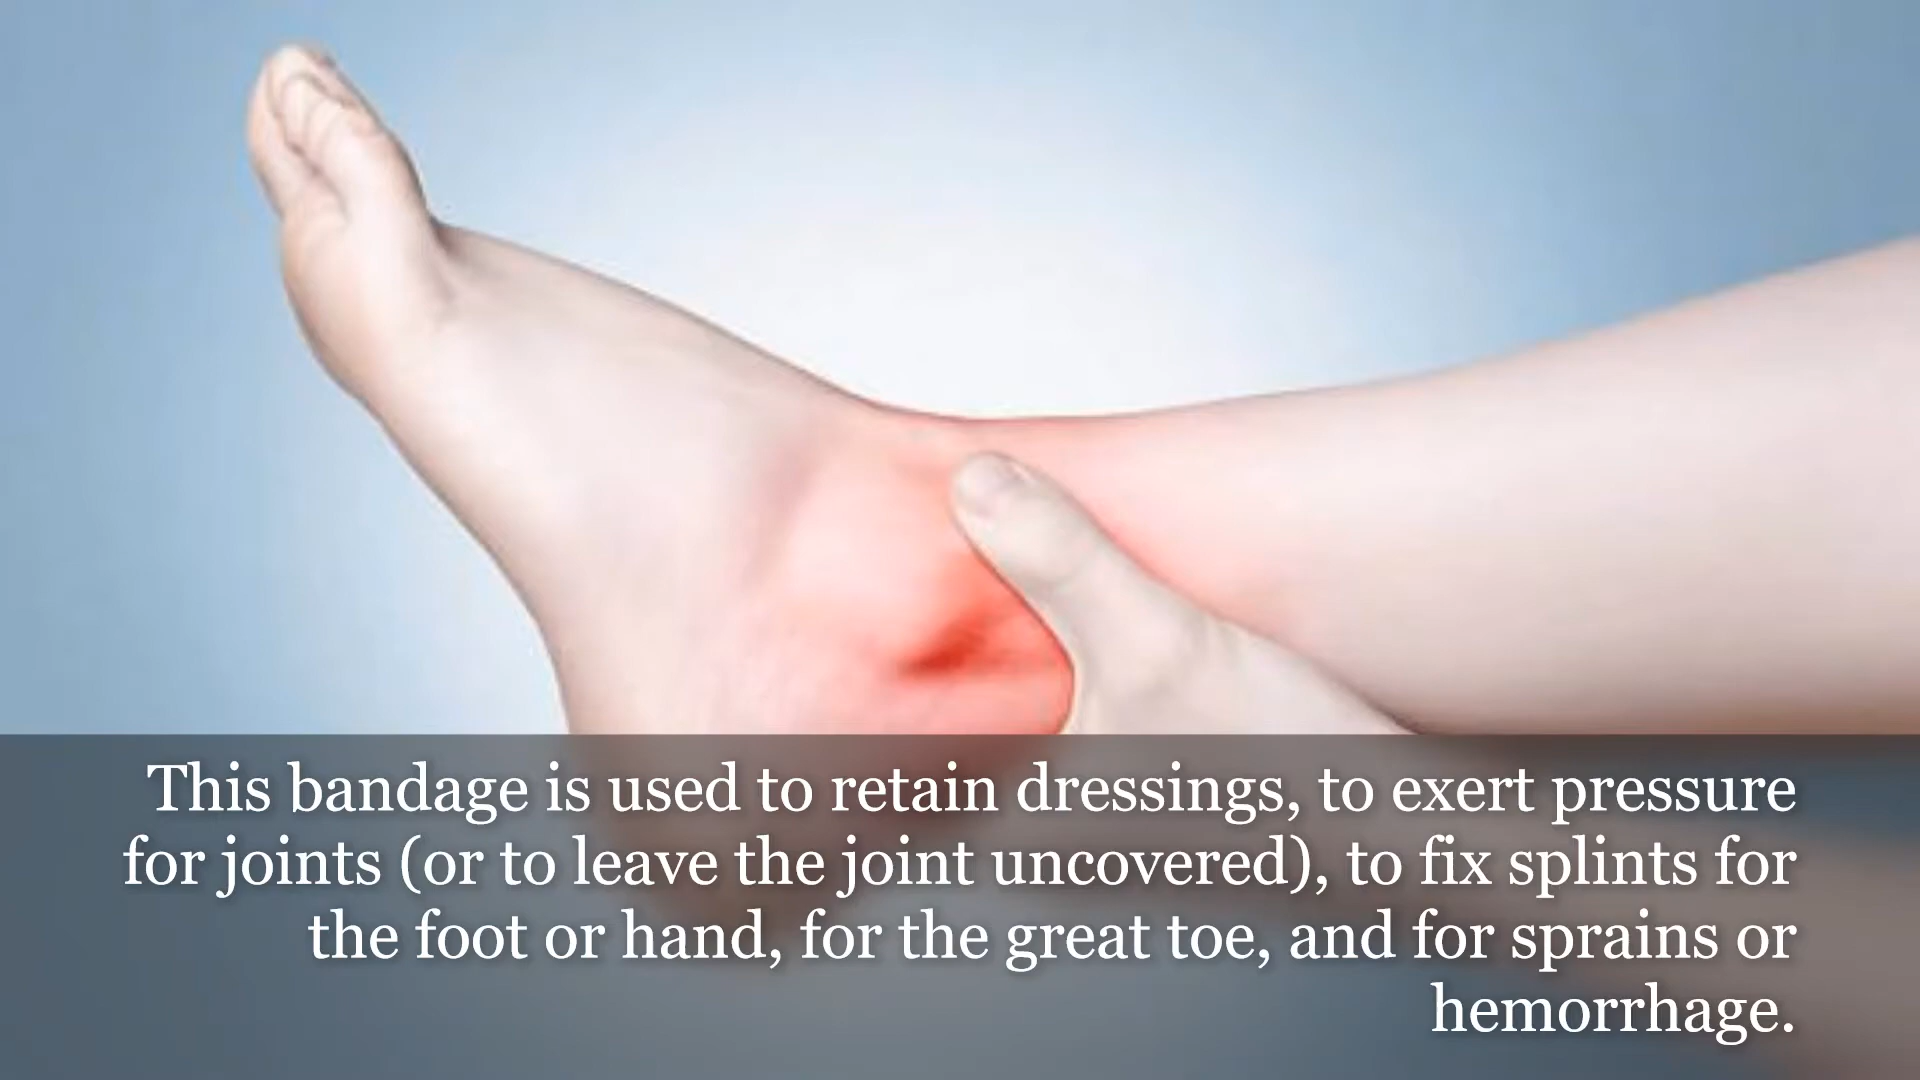 This bandage is used to retain dressings, to exert pressure
for joints (or to leave the joint uncovered), to fix splints for
the foot or hand, for the great toe, and for sprains or
hemorrhage.